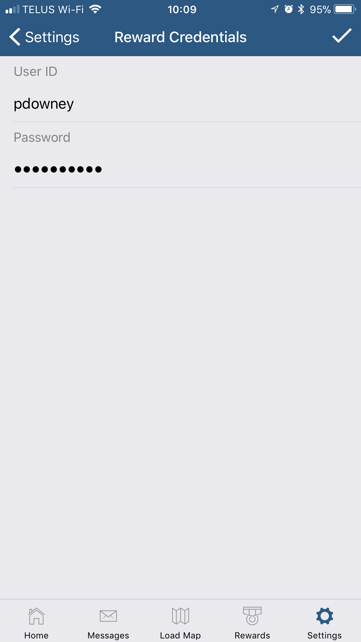 TELUS Wi-Fi 10:09 95%
Settings Reward Credentials
User ID
pdowney
Password
●●●●●●●●●●
Home Messages Load Map Rewards Settings